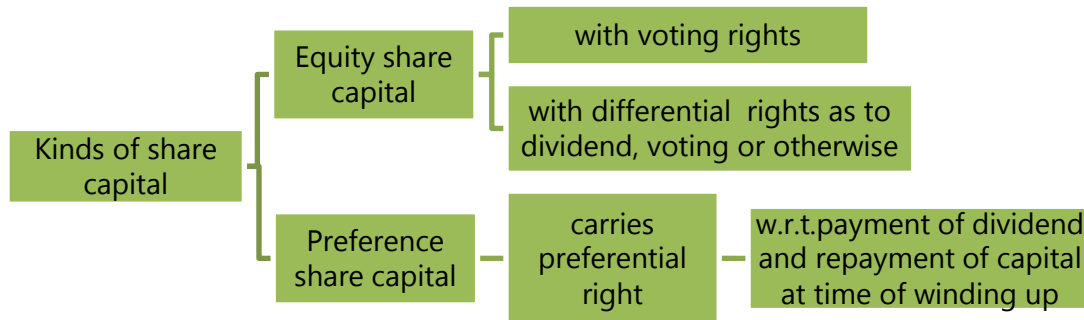 Kinds of share
capital
Equity share
capital
with voting rights
with differential  rights as to
dividend, voting or otherwise
Preference
share capital
carries
preferential
right
w.r.t.payment of dividend
and repayment of capital
at time of winding up